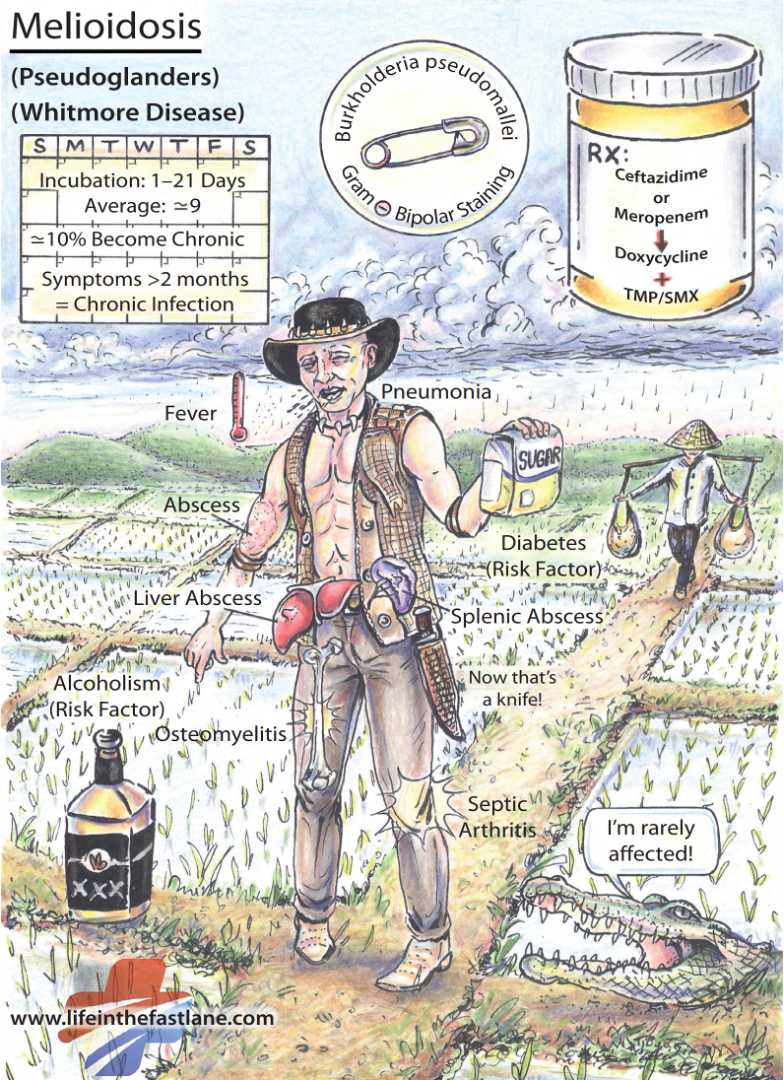 Melioidosis
(Pseudoglanders)
(Whitmore Disease)
S M T W T F S
Incubation: 1–21 Days
Average: ≃9
≃10% Become Chronic
Symptoms >2 months
= Chronic Infection
Burkholderia pseudomallei
Gram ⊖ Bipolar Staining
RX:
Ceftazidime
or
Meropenem
Doxycycline
+
TMP/SMX
Fever
Pneumonia
SUGAR
Abscess
Diabetes
(Risk Factor)
Liver Abscess
Splenic Abscess
Now that's
a knife!
Alcoholism
(Risk Factor)
Osteomyelitis
Septic
Arthritis
I'm rarely
affected!
XXX
www.lifeinthefastlane.com